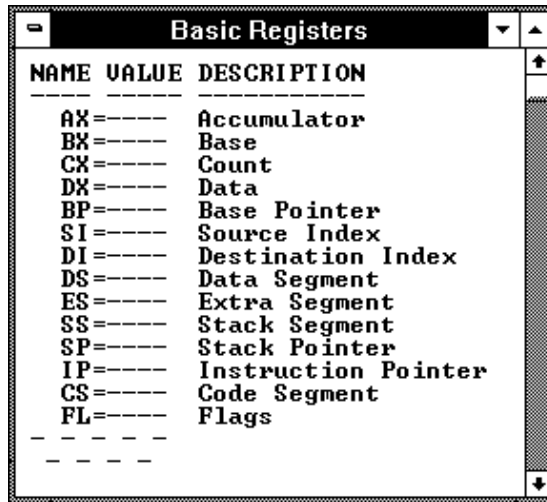 Basic Registers
NAME VALUE DESCRIPTION
---- ----- -----------
AX=---- Accumulator
BX=---- Base
CX=---- Count
DX=---- Data
BP=---- Base Pointer
SI=---- Source Index
DI=---- Destination Index
DS=---- Data Segment
ES=---- Extra Segment
SS=---- Stack Segment
SP=---- Stack Pointer
IP=---- Instruction Pointer
CS=---- Code Segment
FL=---- Flags
- - - - -
- - - -